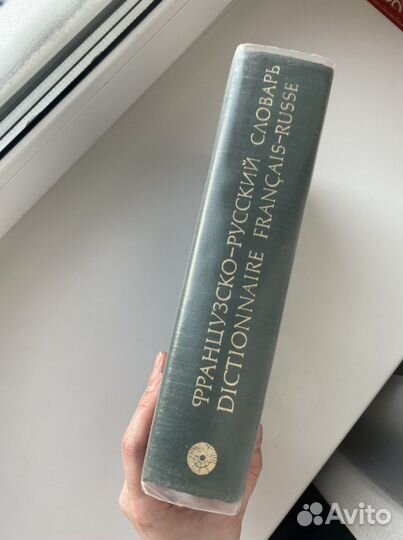 ФРАНЦУЗСКО-РУССКИЙ СЛОВАРЬ
DICTIONNAIRE FRANÇAIS-RUSSE
Avito